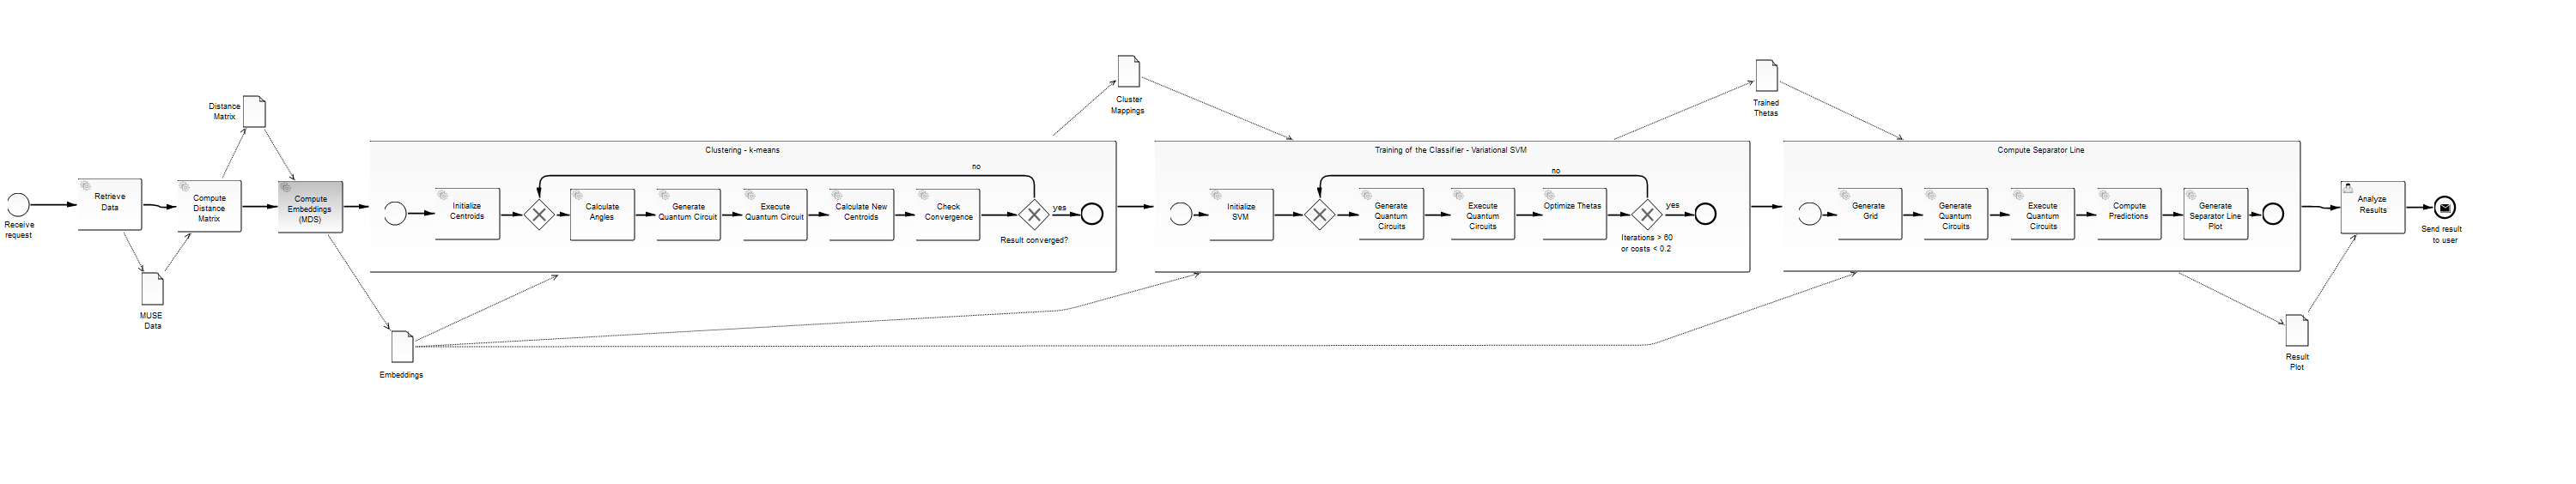 Receive
request
Retrieve
Data
MUSE
Data
Compute
Distance
Matrix
Distance
Matrix
Compute
Embeddings
(MDS)
Embeddings
Clustering - k-means
Initialize
Centroids
Calculate
Angles
Generate
Quantum Circuit
Execute
Quantum Circuit
Calculate New
Centroids
Check
Convergence
no
yes
Result converged?
Cluster
Mappings
Training of the Classifier - Variational SVM
Initialize
SVM
Generate
Quantum
Circuits
Execute
Quantum
Circuits
Optimize Thetas
no
yes
Iterations > 60
or costs < 0.2
Trained
Thetas
Compute Separator Line
Generate
Grid
Generate
Quantum
Circuits
Execute
Quantum
Circuits
Compute
Predictions
Generate
Separator Line
Plot
Result
Plot
Analyze
Results
Send result
to user